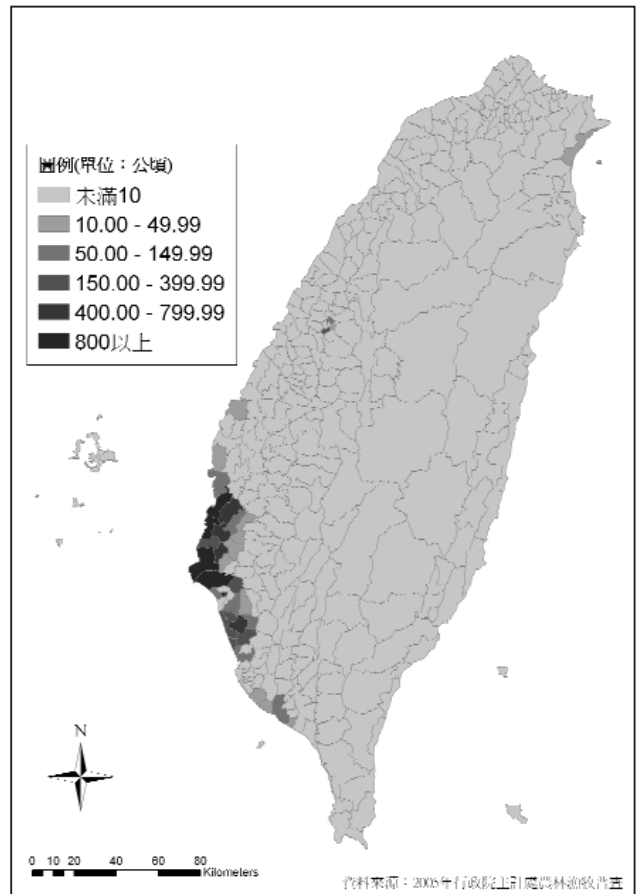 圖例(單位：公頃)
未滿10
10.00 - 49.99
50.00 - 149.99
150.00 - 399.99
400.00 - 799.99
800以上
N
0 10 20 40 60 80
Kilometers
資料來源：2005年行政院主計處農林漁牧普查